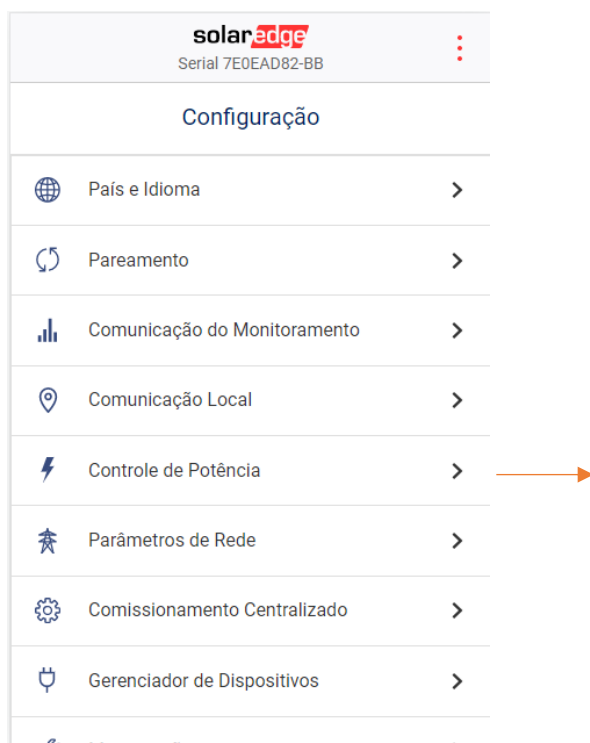 solaredge
Serial 7E0EAD82-BB
Configuração
País e Idioma
Pareamento
Comunicação do Monitoramento
Comunicação Local
Controle de Potência
Parâmetros de Rede
Comissionamento Centralizado
Gerenciador de Dispositivos